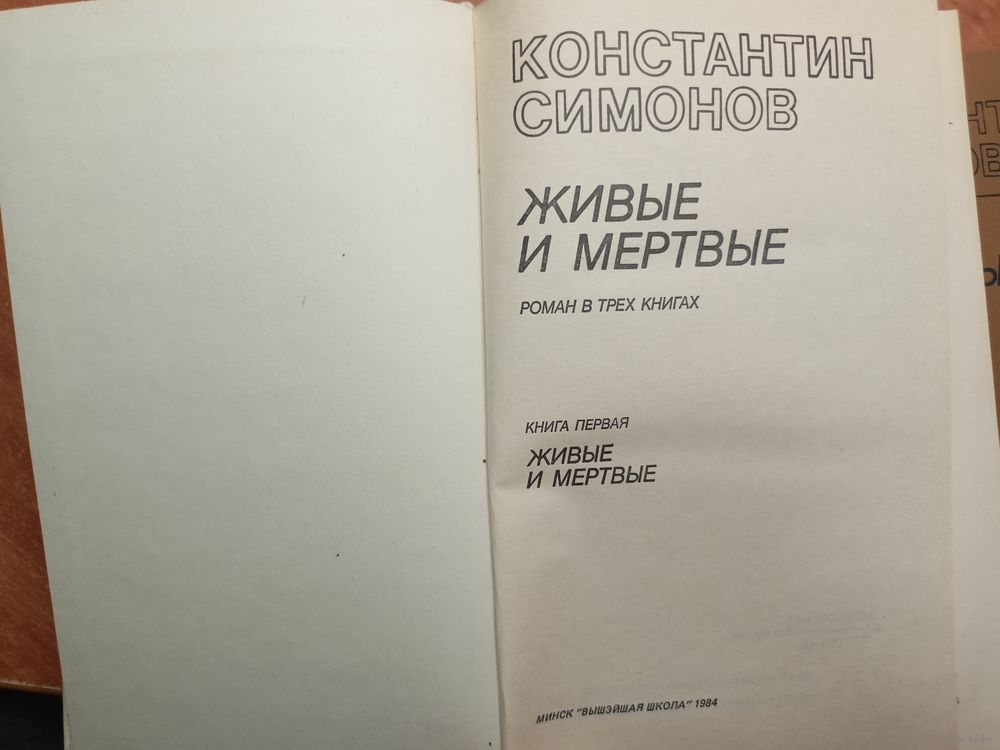 КОНСТАНТИН
СИМОНОВ
ЖИВЫЕ
И МЕРТВЫЕ
РОМАН В ТРЕХ КНИГАХ
КНИГА ПЕРВАЯ
ЖИВЫЕ
И МЕРТВЫЕ
МИНСК "ВЫШЭЙШАЯ ШКОЛА" 1984